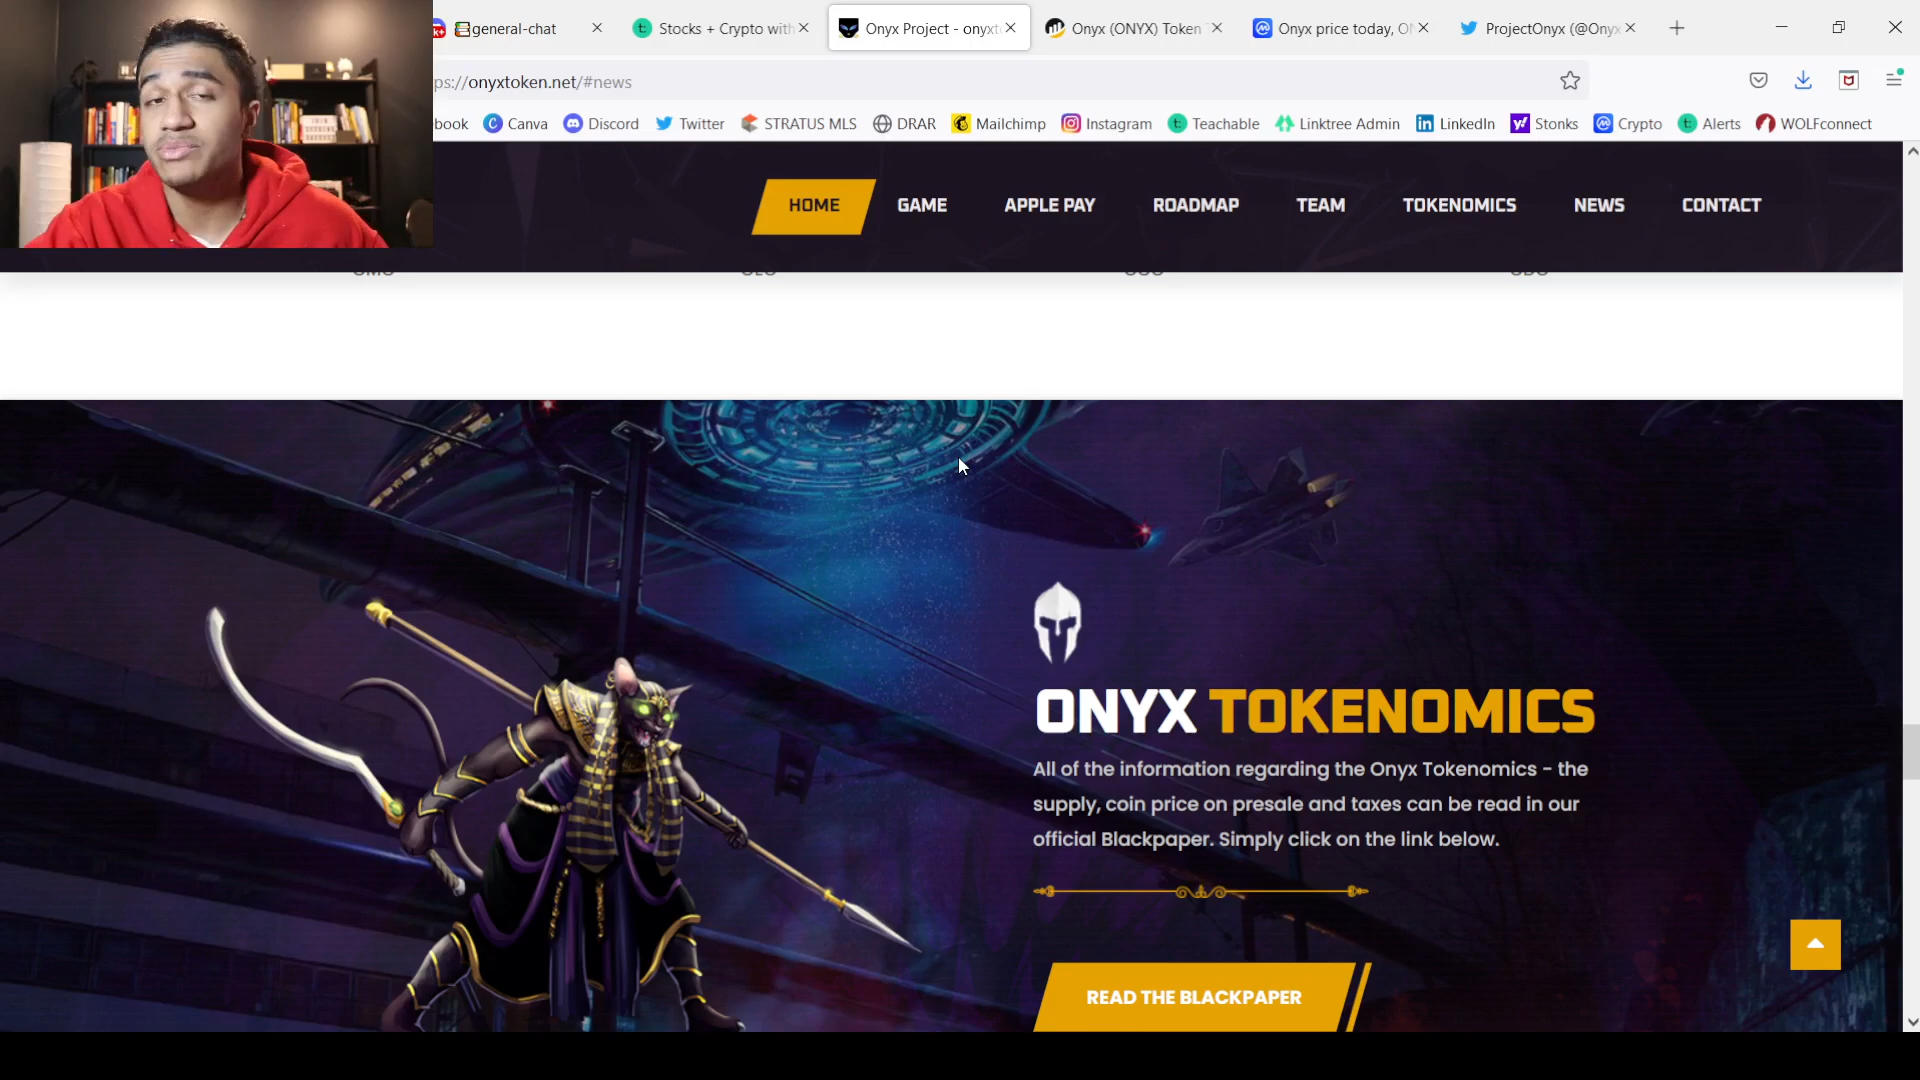 general-chat
Stocks + Crypto with
Onyx Project - onyxt
Onyx (ONYX) Token
Onyx price today, ON
ProjectOnyx (@Onyx
ps://onyxtoken.net/#news
book
Canva
Discord
Twitter
STRATUS MLS
DRAR
Mailchimp
Instagram
Teachable
Linktree Admin
LinkedIn
Stonks
Crypto
Alerts
WOLFconnect
HOME
GAME
APPLE PAY
ROADMAP
TEAM
TOKENOMICS
NEWS
CONTACT
ONYX TOKENOMICS
All of the information regarding the Onyx Tokenomics - the
supply, coin price on presale and taxes can be read in our
official Blackpaper. Simply click on the link below.
READ THE BLACKPAPER